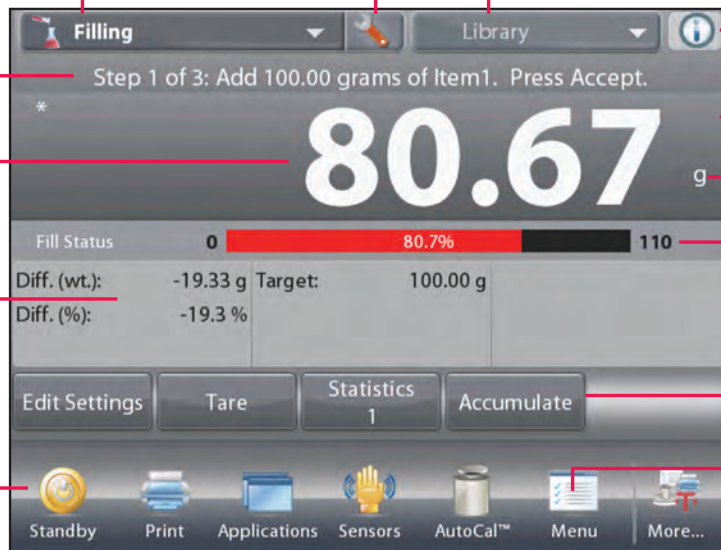 Filling Library
Step 1 of 3: Add 100.00 grams of Item1. Press Accept.
*
80.67 g
Fill Status 0 80.7% 110
Diff. (wt.): -19.33 g Target: 100.00 g
Diff. (%): -19.3 %
Edit Settings Tare Statistics Accumulate
1
Standby Print Applications Sensors AutoCal™ Menu More...